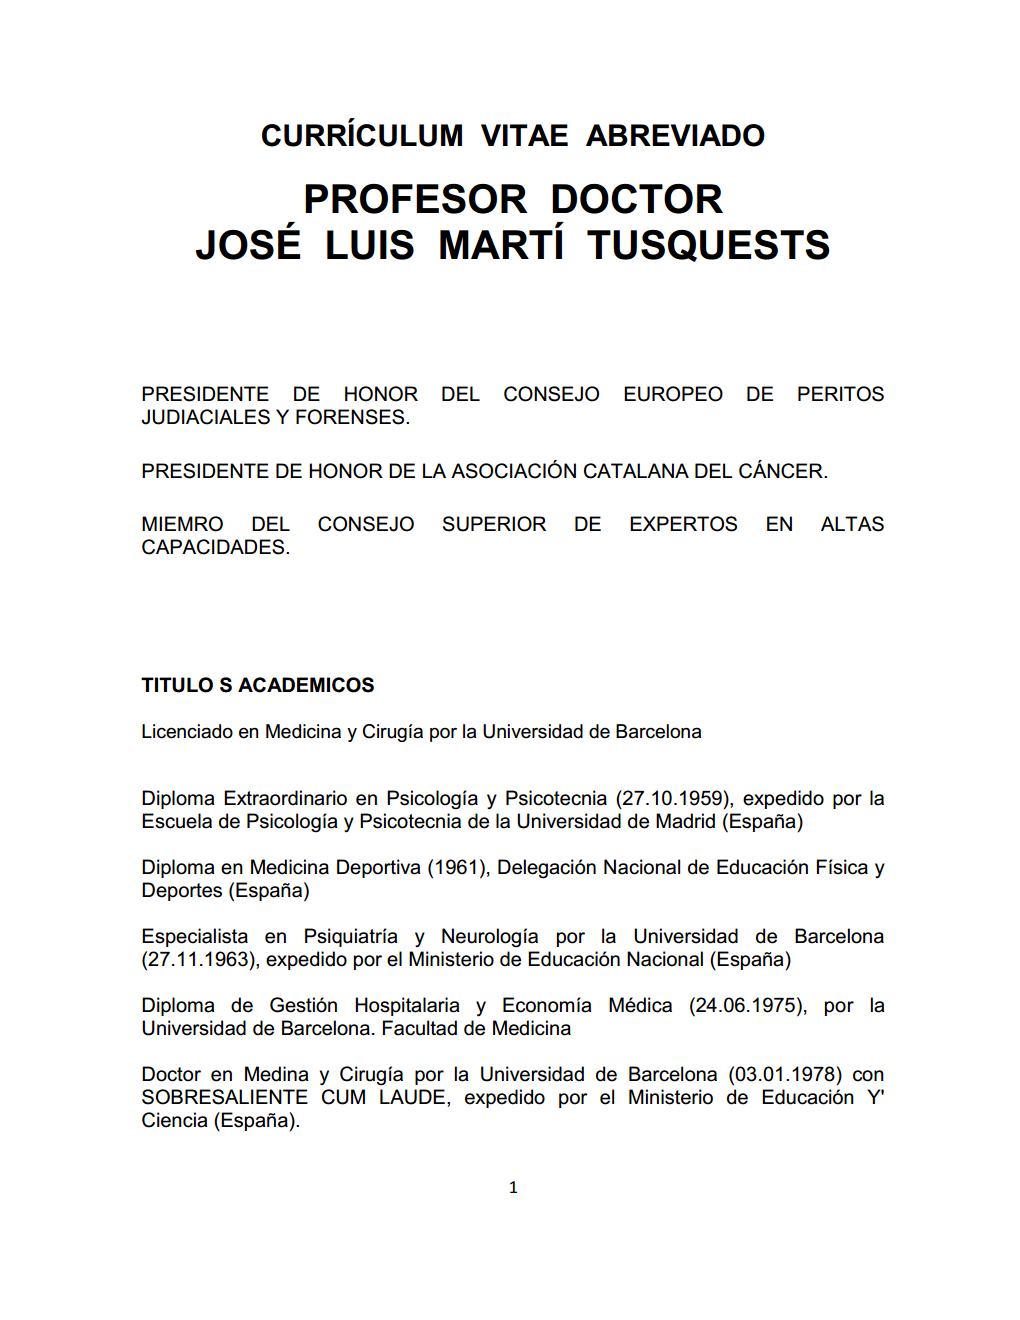 CURRÍCULUM VITAE ABREVIADO
PROFESOR DOCTOR
JOSÉ LUIS MARTÍ TUSQUESTS
PRESIDENTE DE HONOR DEL CONSEJO EUROPEO DE PERITOS
JUDIACIALES Y FORENSES.
PRESIDENTE DE HONOR DE LA ASOCIACIÓN CATALANA DEL CÁNCER.
MIEMRO DEL CONSEJO SUPERIOR DE EXPERTOS EN ALTAS
CAPACIDADES.
TITULO S ACADEMICOS
Licenciado en Medicina y Cirugía por la Universidad de Barcelona
Diploma Extraordinario en Psicología y Psicotecnia (27.10.1959), expedido por la
Escuela de Psicología y Psicotecnia de la Universidad de Madrid (España)
Diploma en Medicina Deportiva (1961), Delegación Nacional de Educación Física y
Deportes (España)
Especialista en Psiquiatría y Neurología por la Universidad de Barcelona
(27.11.1963), expedido por el Ministerio de Educación Nacional (España)
Diploma de Gestión Hospitalaria y Economía Médica (24.06.1975), por la
Universidad de Barcelona. Facultad de Medicina
Doctor en Medina y Cirugía por la Universidad de Barcelona (03.01.1978) con
SOBRESALIENTE CUM LAUDE, expedido por el Ministerio de Educación Y'
Ciencia (España).
1